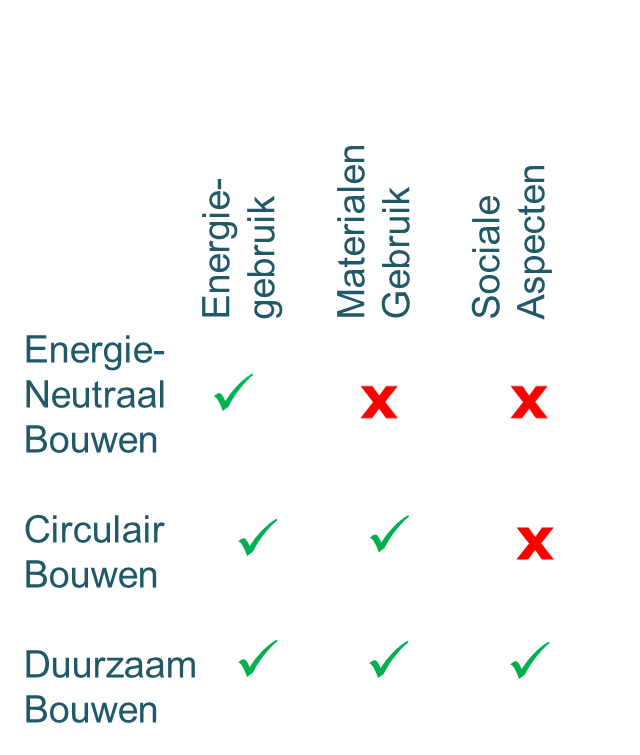 Energie-
gebruik
Materialen
Gebruik
Sociale
Aspecten
Energie-
Neutraal
Bouwen
✓ x x
Circulair
Bouwen
✓ ✓ x
Duurzaam
Bouwen
✓ ✓ ✓